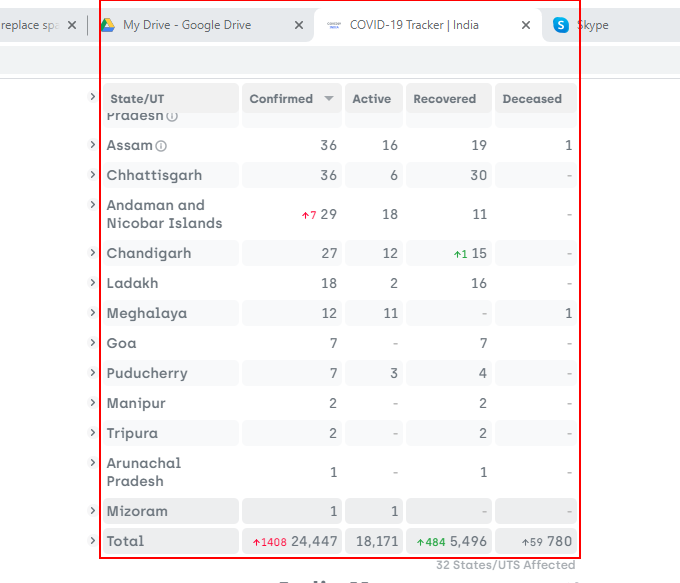 replace spa
My Drive - Google Drive
COVID-19 Tracker | India
Skype
State/UT Confirmed Active Recovered Deceased
Pradesh
Assam 36 16 19 1
Chhattisgarh 36 6 30 -
Andaman and
Nicobar Islands ↑7 29 18 11 -
Chandigarh 27 12 ↑1 15 -
Ladakh 18 2 16 -
Meghalaya 12 11 - 1
Goa 7 - 7 -
Puducherry 7 3 4 -
Manipur 2 - 2 -
Tripura 2 - 2 -
Arunachal
Pradesh 1 - 1 -
Mizoram 1 1 - -
Total ↑1408 24,447 18,171 ↑484 5,496 ↑59 780
32 States/UTS Affected